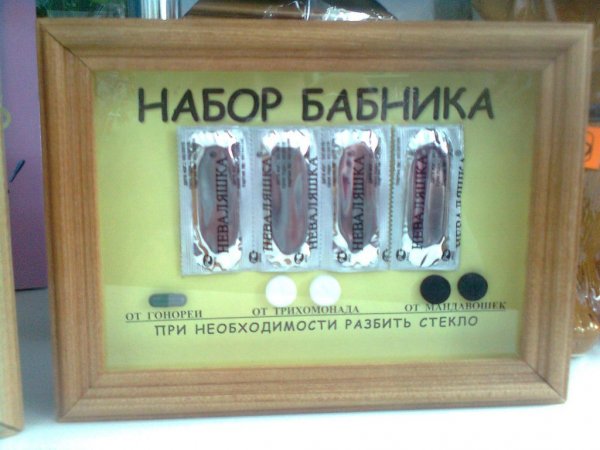 НАБОР БАБНИКА
НЕВАЛЯШКА НЕВАЛЯШКА НЕВАЛЯШКА НЕВАЛЯШКА
ОТ ГОНОРЕИ ОТ ТРИХОМОНАДА ОТ МАНДАВОШЕК
ПРИ НЕОБХОДИМОСТИ РАЗБИТЬ СТЕКЛО